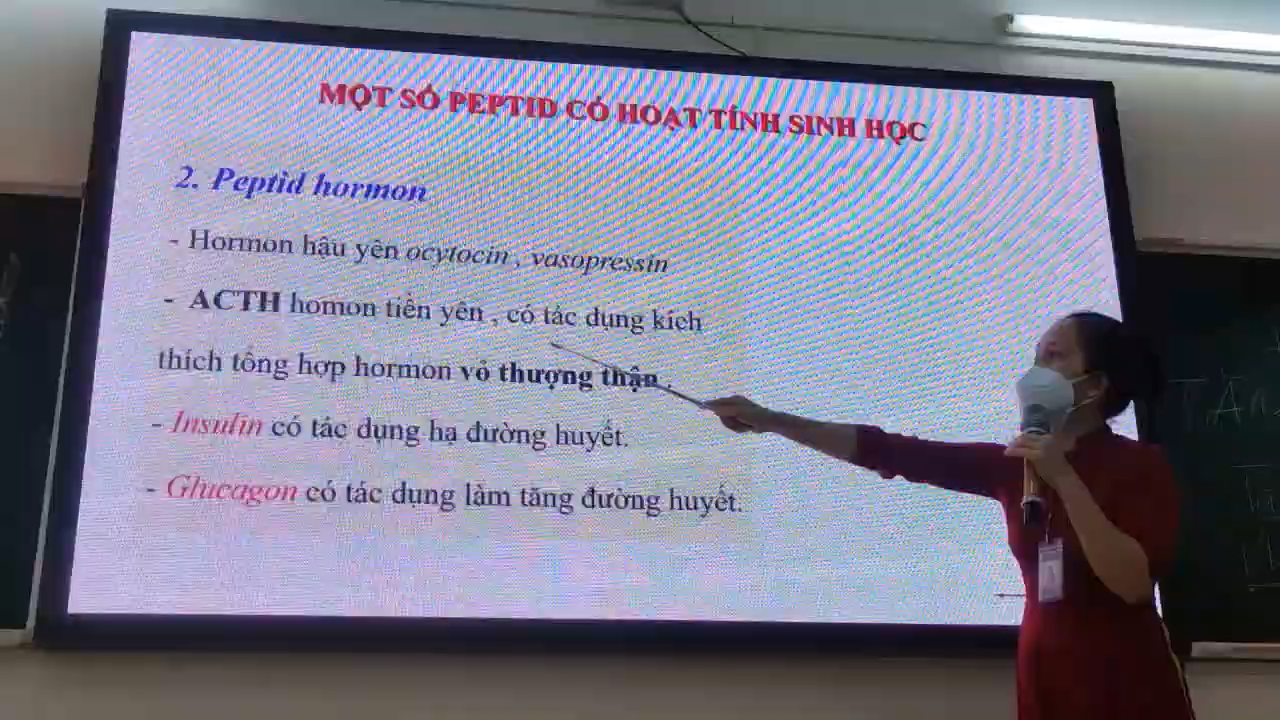 MỘT SỐ PEPTID CÓ HOẠT TÍNH SINH HỌC
2. Peptid hormon
- Hormon hậu yên ocytocin , vasopressin
- ACTH homon tiền yên , có tác dụng kích
thích tổng hợp hormon vỏ thượng thận .
- Insulin có tác dụng hạ đường huyết.
- Glucagon có tác dụng làm tăng đường huyết.